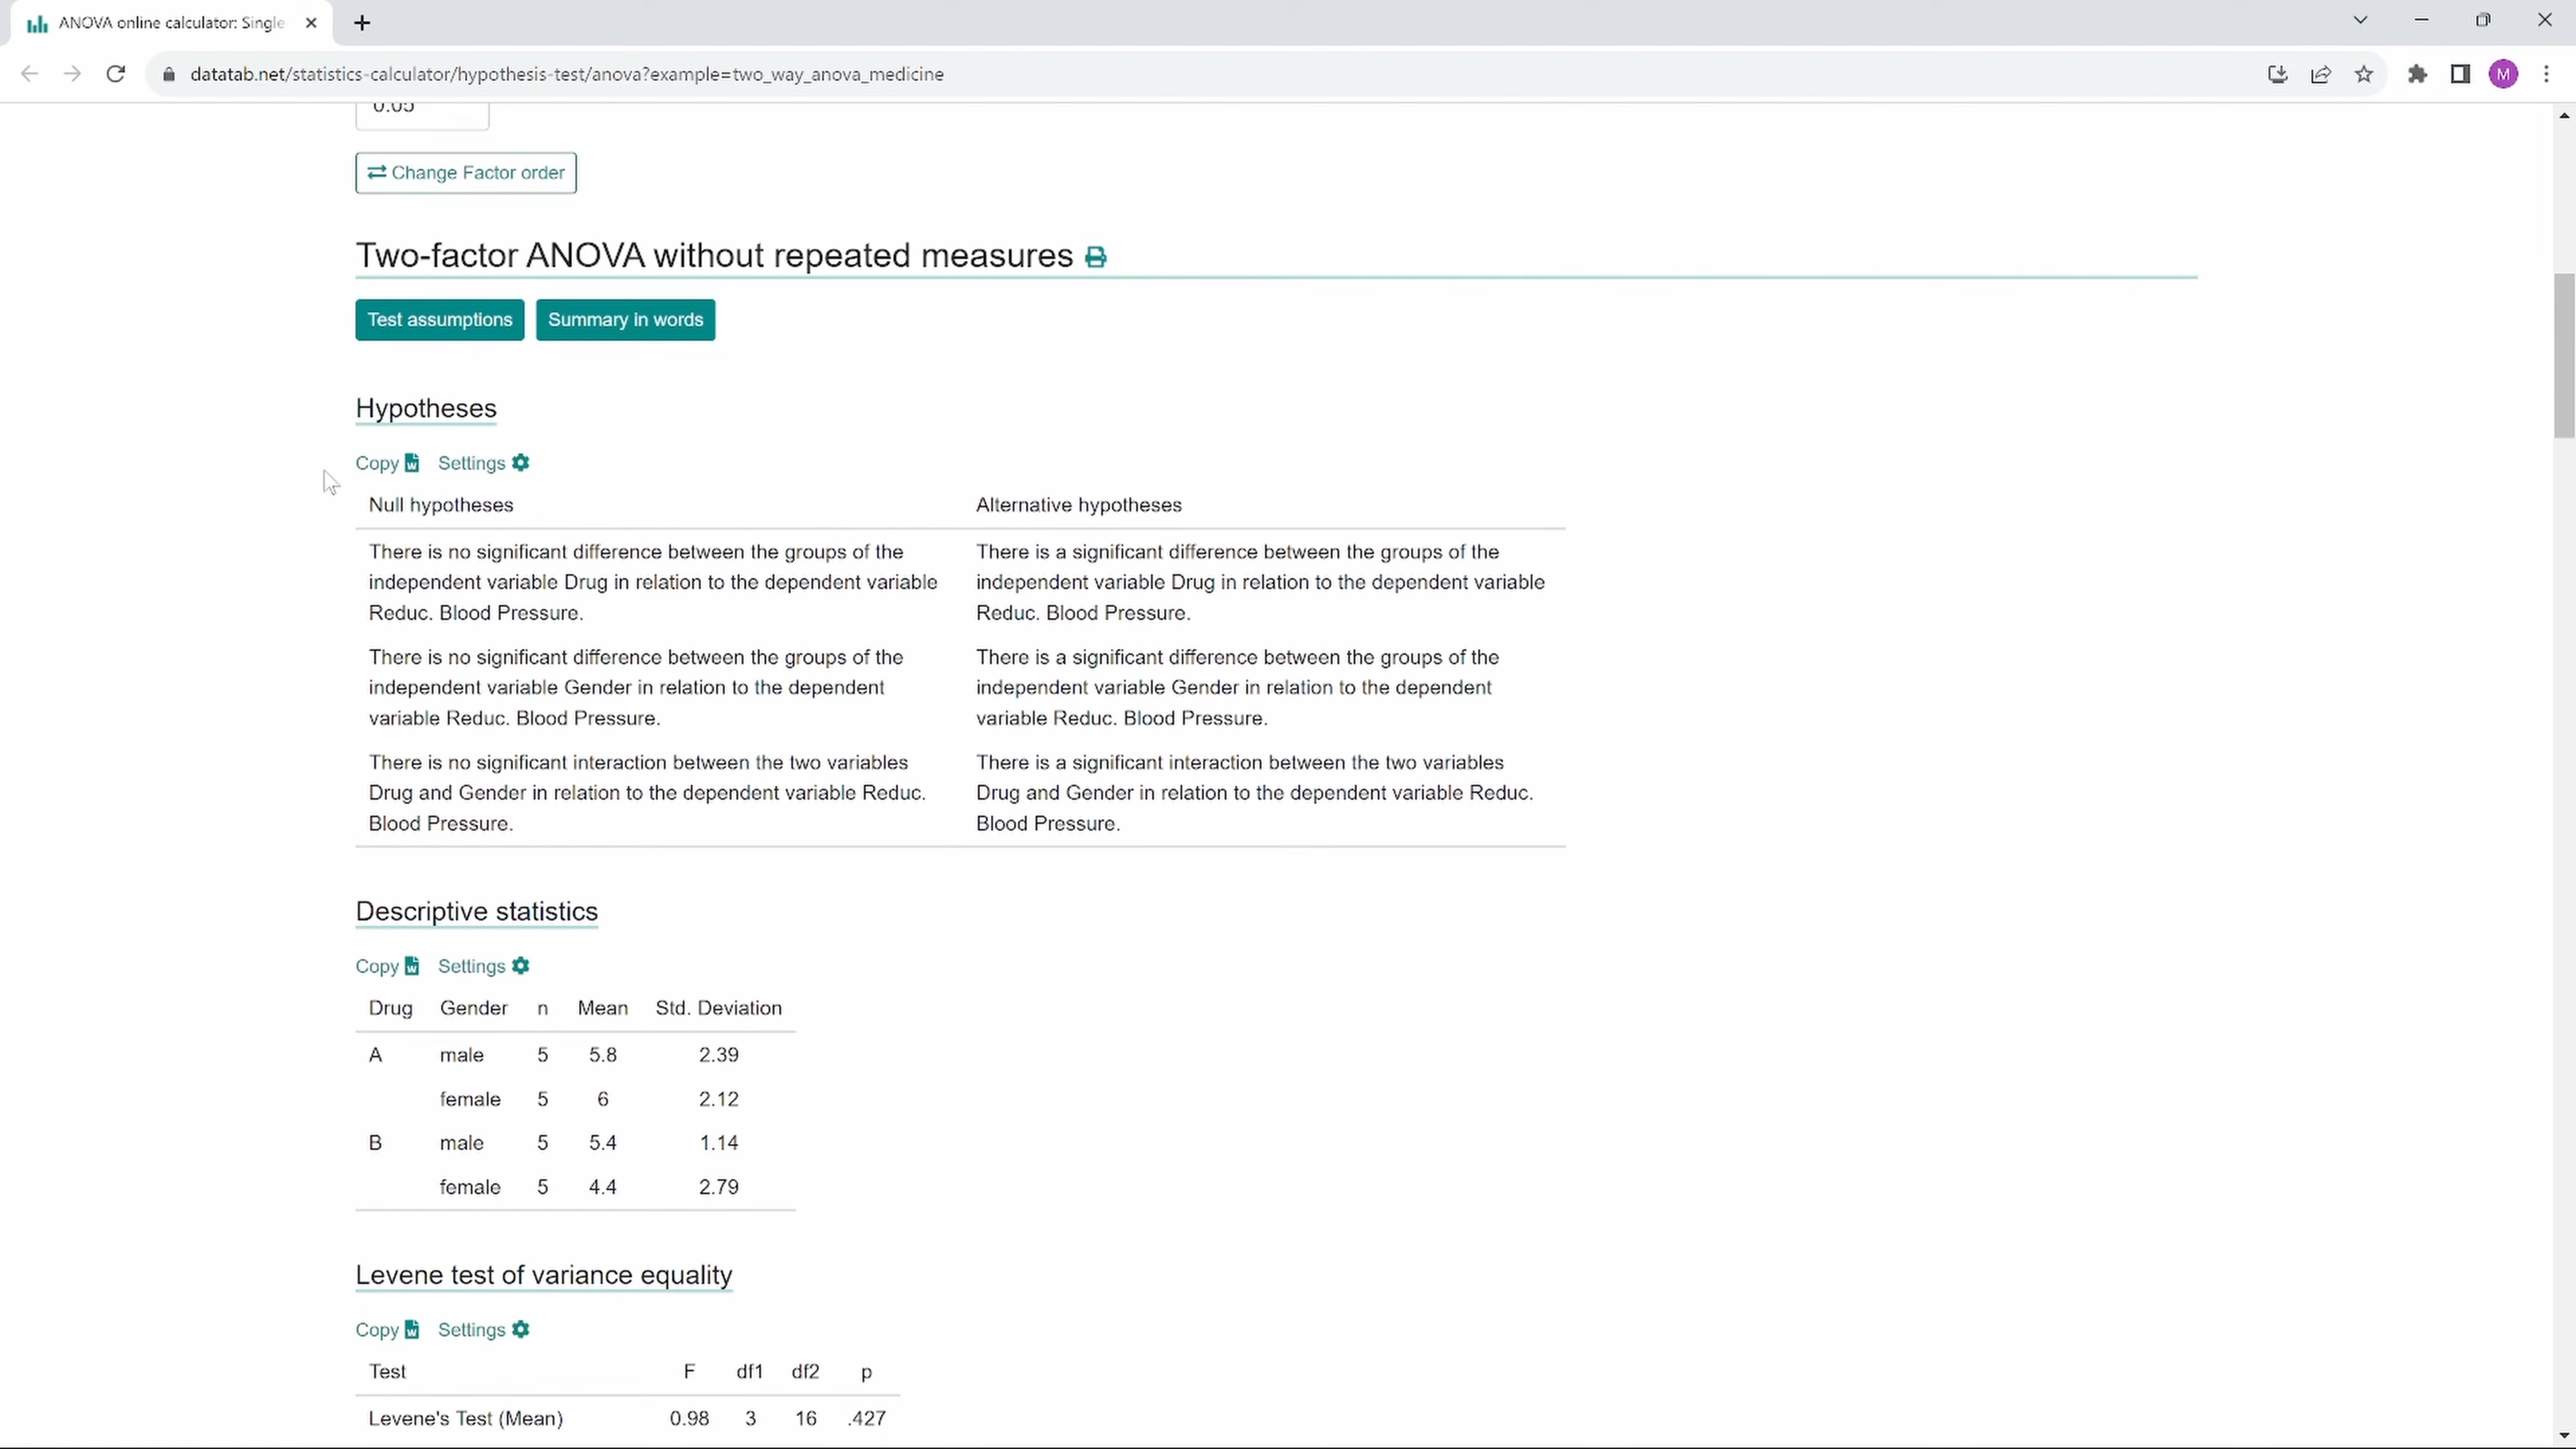 ANOVA online calculator: Single
datatab.net/statistics-calculator/hypothesis-test/anova?example=two_way_anova_medicine
M
0.05
Change Factor order
Two-factor ANOVA without repeated measures
Test assumptions Summary in words
Hypotheses
Copy Settings
Null hypotheses Alternative hypotheses
There is no significant difference between the groups of the
independent variable Drug in relation to the dependent variable
Reduc. Blood Pressure.
There is a significant difference between the groups of the
independent variable Drug in relation to the dependent variable
Reduc. Blood Pressure.
There is no significant difference between the groups of the
independent variable Gender in relation to the dependent
variable Reduc. Blood Pressure.
There is a significant difference between the groups of the
independent variable Gender in relation to the dependent
variable Reduc. Blood Pressure.
There is no significant interaction between the two variables
Drug and Gender in relation to the dependent variable Reduc.
Blood Pressure.
There is a significant interaction between the two variables
Drug and Gender in relation to the dependent variable Reduc.
Blood Pressure.
Descriptive statistics
Copy Settings
Drug Gender n Mean Std. Deviation
A male 5 5.8 2.39
female 5 6 2.12
B male 5 5.4 1.14
female 5 4.4 2.79
Levene test of variance equality
Copy Settings
Test F df1 df2 p
Levene's Test (Mean) 0.98 3 16 .427